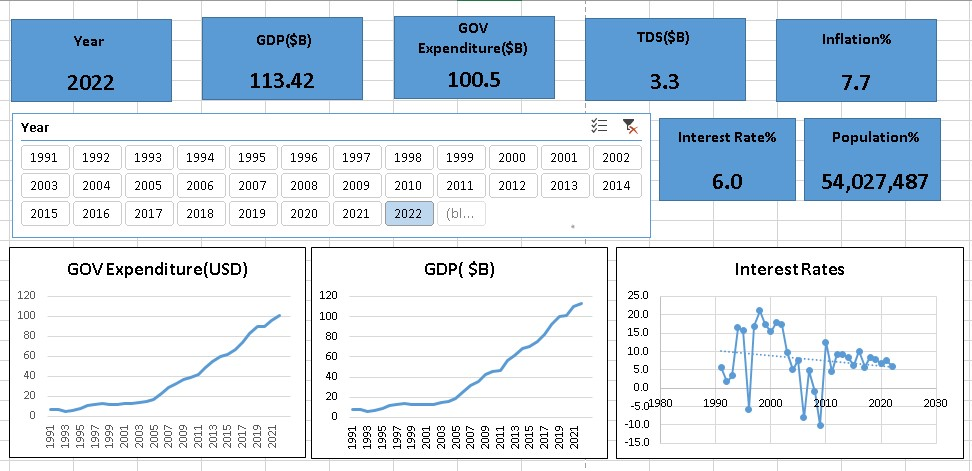 Year
2022
GDP($B)
113.42
GOV
Expenditure($B)
100.5
TDS($B)
3.3
Inflation%
7.7
Year
1991 1992 1993 1994 1995 1996 1997 1998 1999 2000 2001 2002
2003 2004 2005 2006 2007 2008 2009 2010 2011 2012 2013 2014
2015 2016 2017 2018 2019 2020 2021 2022 (bl...
Interest Rate%
6.0
Population%
54,027,487
GOV Expenditure(USD)
120
100
80
60
40
20
0
1991 1993 1995 1997 1999 2001 2003 2005 2007 2009 2011 2013 2015 2017 2019 2021
GDP( $B)
120
100
80
60
40
20
0
1991 1993 1995 1997 1999 2001 2003 2005 2007 2009 2011 2013 2015 2017 2019 2021
Interest Rates
25.0
20.0
15.0
10.0
5.0
0.0
-5.0
-10.0
-15.0
1980 1990 2000 2010 2020 2030